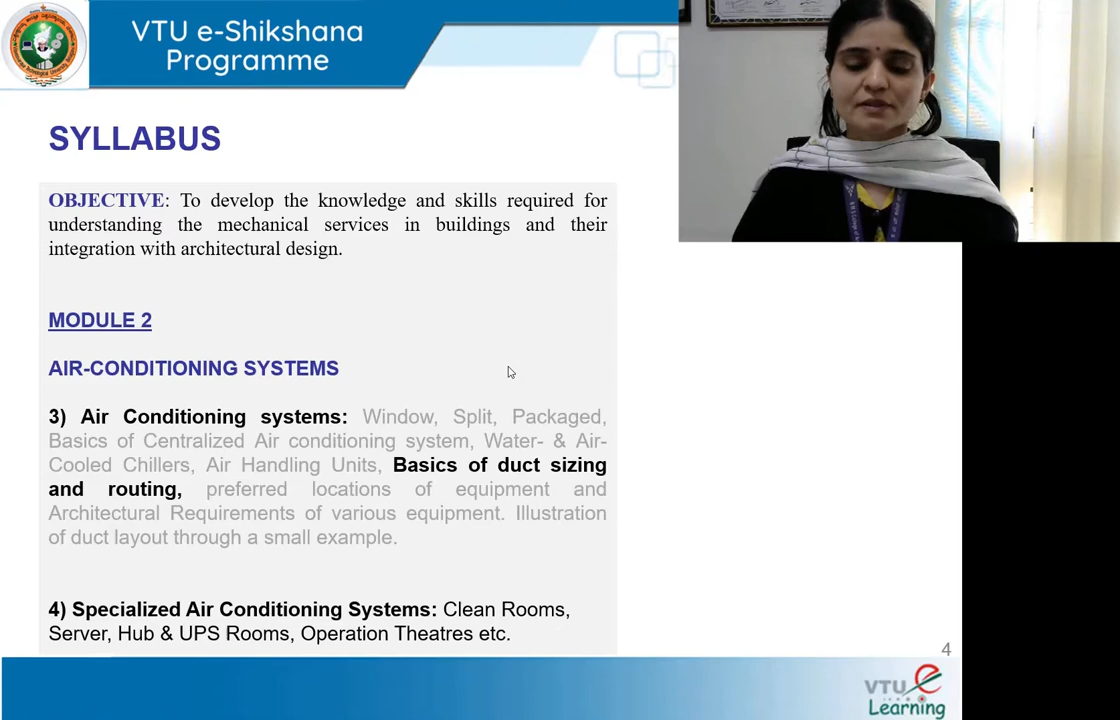 VTU e-Shikshana
Programme
SYLLABUS
OBJECTIVE: To develop the knowledge and skills required for
understanding the mechanical services in buildings and their
integration with architectural design.
MODULE 2
AIR-CONDITIONING SYSTEMS
3) Air Conditioning systems: Window, Split, Packaged,
Basics of Centralized Air conditioning system, Water- & Air-
Cooled Chillers, Air Handling Units, Basics of duct sizing
and routing, preferred locations of equipment and
Architectural Requirements of various equipment. Illustration
of duct layout through a small example.
4) Specialized Air Conditioning Systems: Clean Rooms,
Server, Hub & UPS Rooms, Operation Theatres etc.
4
VTU e
Learning